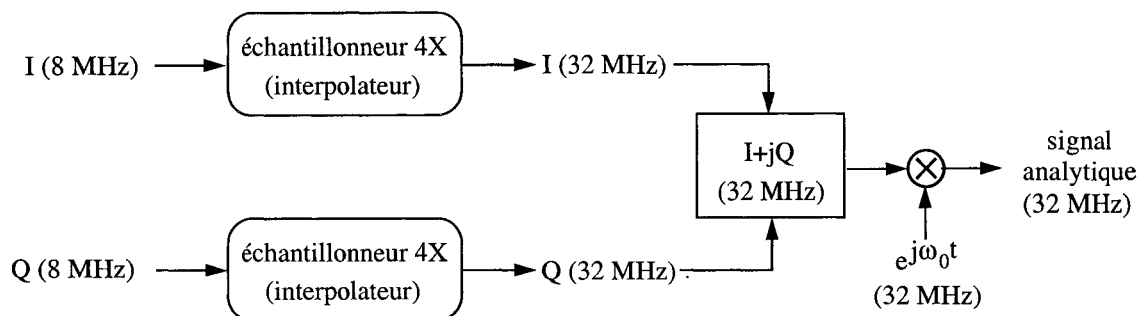 I (8 MHz)
échantillonneur 4X
(interpolateur)
I (32 MHz)
I+jQ
(32 MHz)
signal
analytique
(32 MHz)
Q (8 MHz)
échantillonneur 4X
(interpolateur)
Q (32 MHz)
e^jω₀t
(32 MHz)